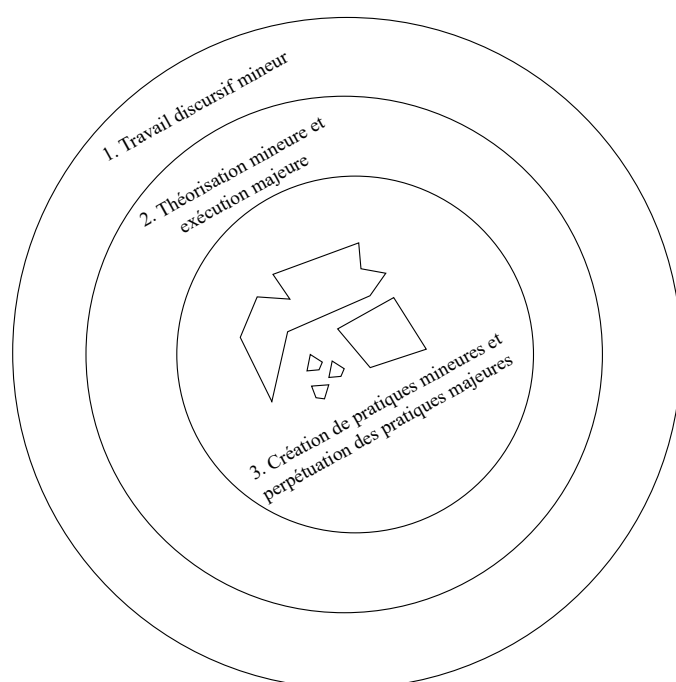 1. Travail discursif mineur
2. Théorisation mineure et
exécution majeure
3. Création de pratiques mineures et
perpétuation des pratiques majeures